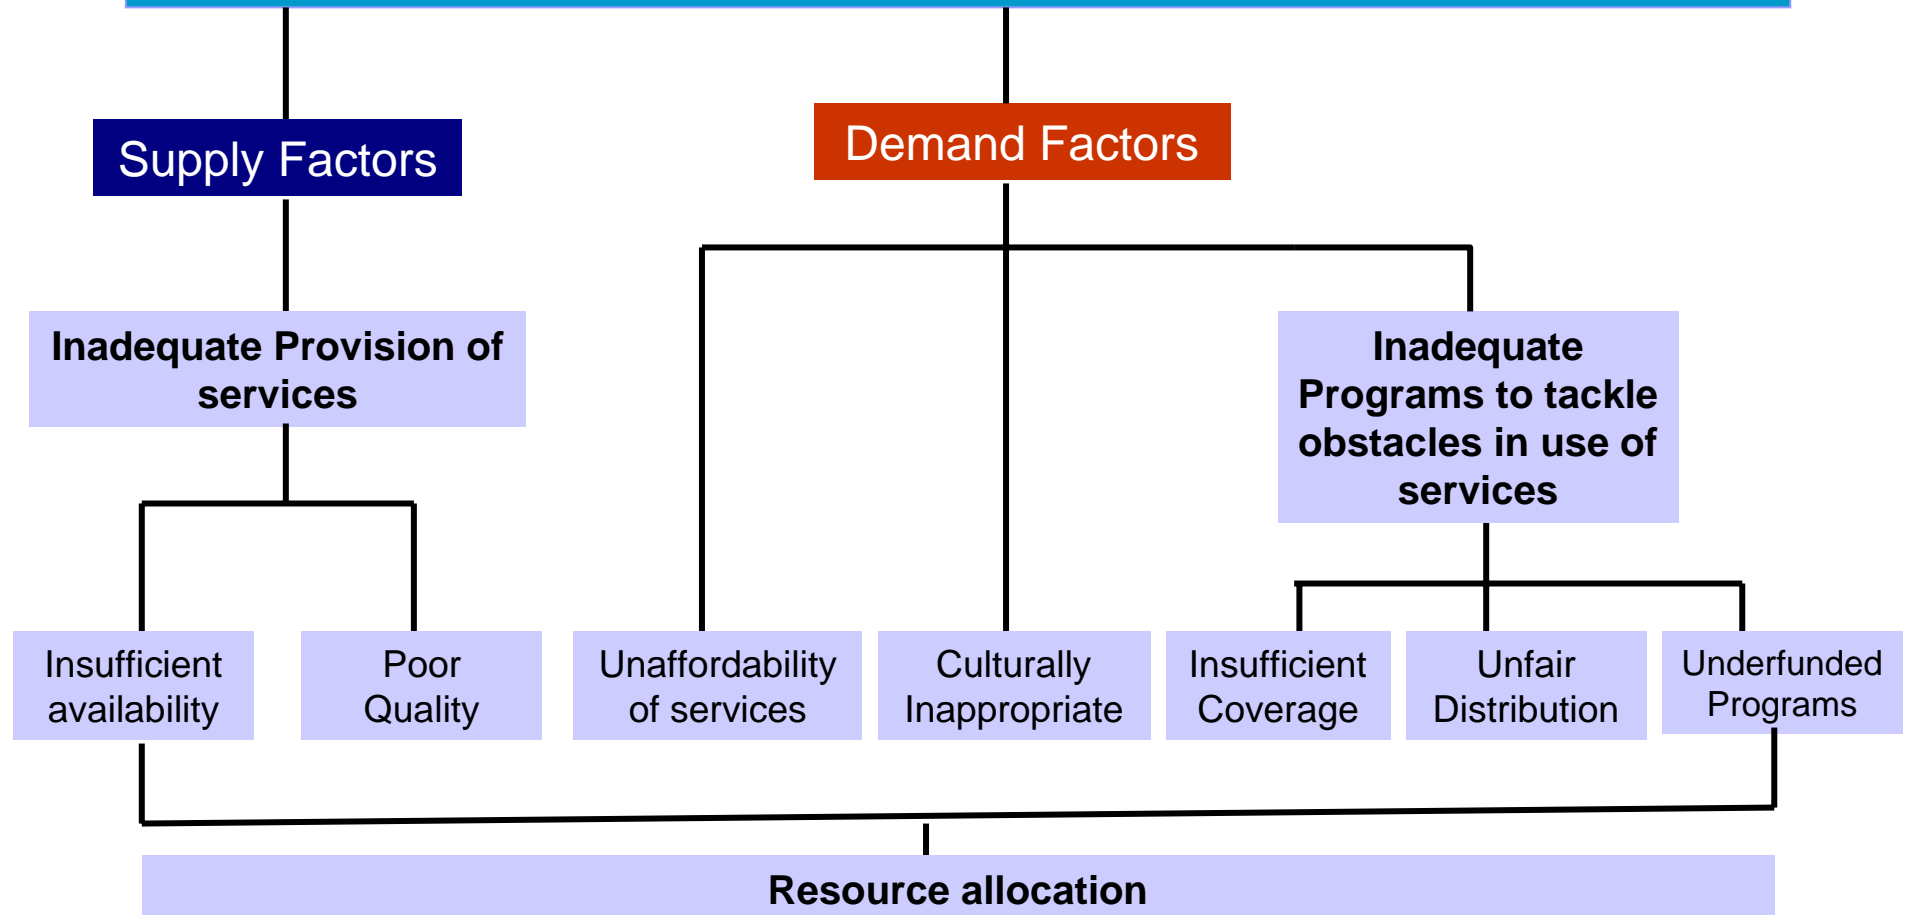 Supply Factors
Demand Factors
Inadequate Provision of
services
Inadequate
Programs to tackle
obstacles in use of
services
Insufficient
availability
Poor
Quality
Unaffordability
of services
Culturally
Inappropriate
Insufficient
Coverage
Unfair
Distribution
Underfunded
Programs
Resource allocation